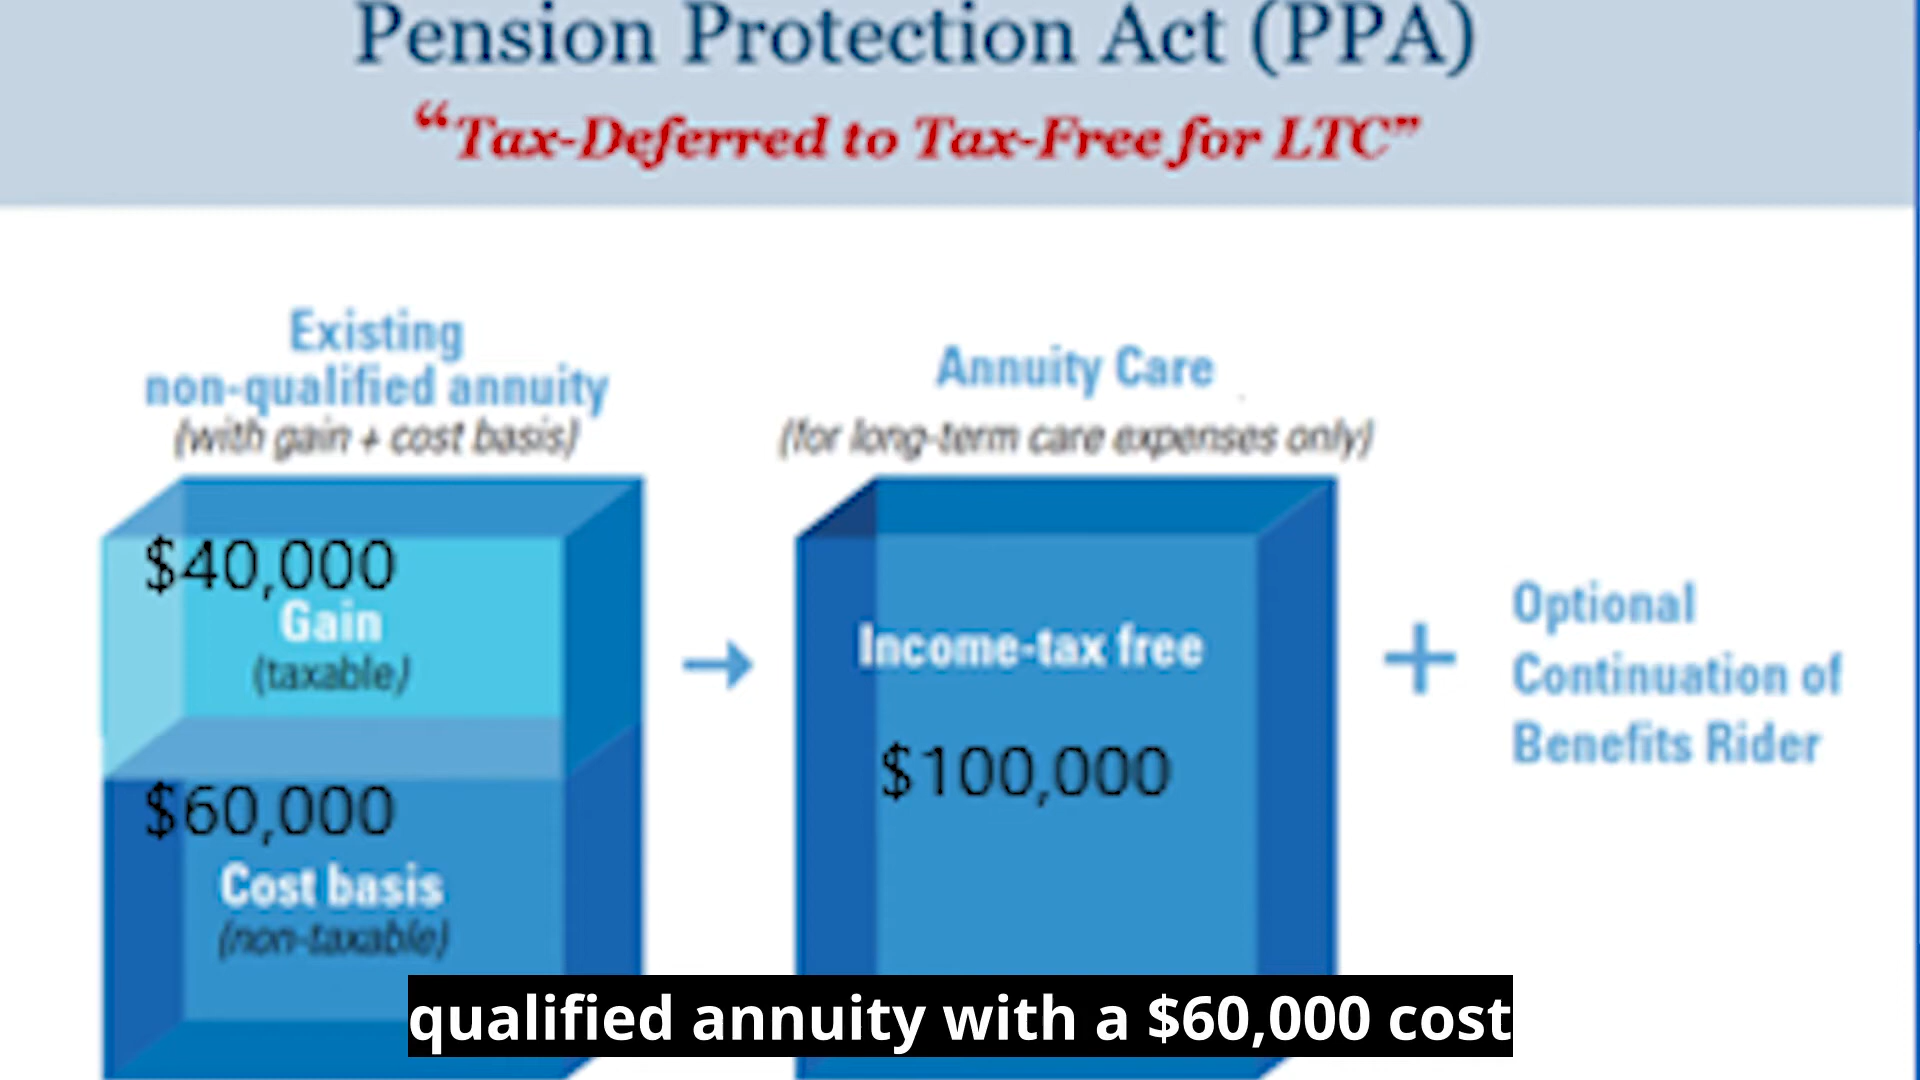 Pension Protection Act (PPA)
“Tax-Deferred to Tax-Free for LTC”
Existing
non-qualified annuity
(with gain + cost basis)
$40,000
Gain
(taxable)
$60,000
Cost basis
(non-taxable)
Annuity Care
(for long-term care expenses only)
Income-tax free
$100,000
+
Optional
Continuation of
Benefits Rider
qualified annuity with a $60,000 cost